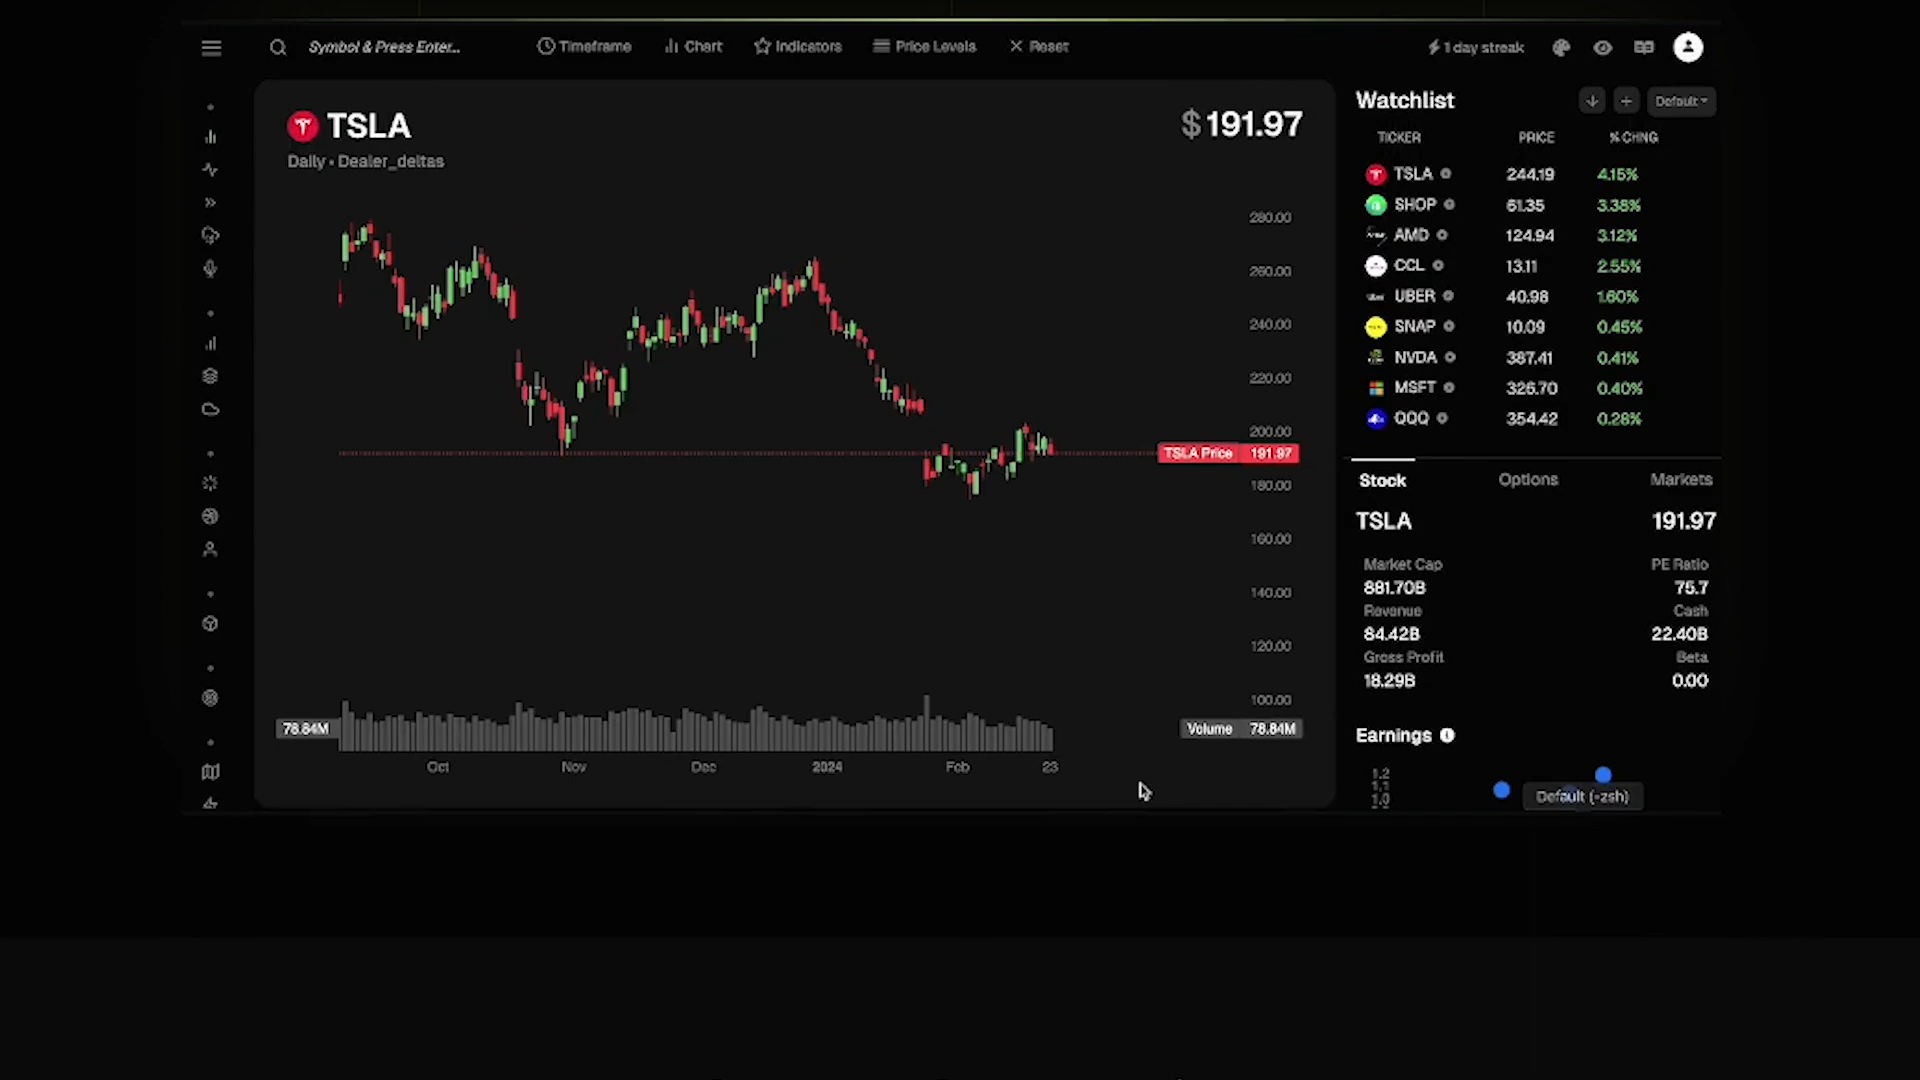 Symbol & Press Enter...
Timeframe
Chart
Indicators
Price Levels
Reset
1 day streak
TSLA
$191.97
Daily • Dealer_deltas
280.00
260.00
240.00
220.00
200.00
TSLA Price 191.97
180.00
160.00
140.00
120.00
100.00
78.84M
Volume 78.84M
Oct Nov Dec 2024 Feb 23
Watchlist
Default
TICKER PRICE % CHNG
TSLA 244.19 4.15%
SHOP 61.35 3.38%
AMD 124.94 3.12%
CCL 13.11 2.55%
UBER 40.98 1.60%
SNAP 10.09 0.45%
NVDA 387.41 0.41%
MSFT 326.70 0.40%
QQQ 354.42 0.28%
Stock Options Markets
TSLA 191.97
Market Cap PE Ratio
881.70B 75.7
Revenue Cash
84.42B 22.40B
Gross Profit Beta
18.29B 0.00
Earnings
1.2
1.1
1.0
Default (-zsh)